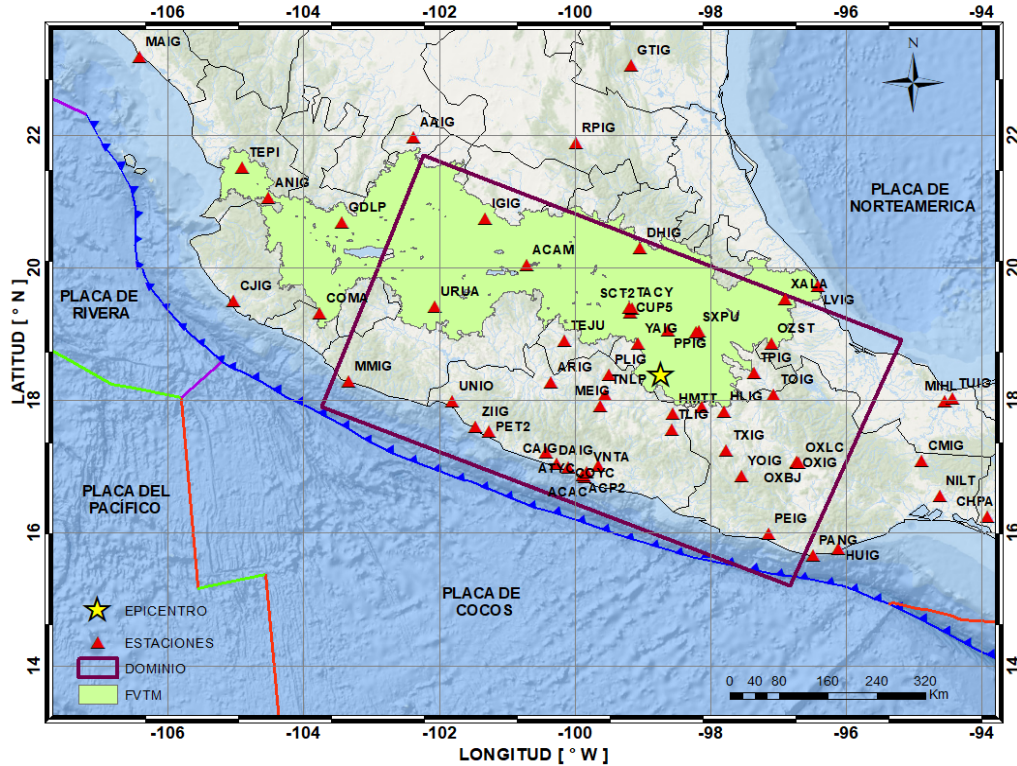 -106
-104
-102
-100
-98
-96
-94
MAIG
GTIG
N
22
22
AAIG
RPIG
TEPI
ANIG
GDLP
IGIG
DHIG
PLACA DE
NORTEAMERICA
20
20
ACAM
CJIG
COMA
URUA
SCT2
TACY
CUP5
XALA
LVIG
PLACA DE
RIVERA
TEJU
YAIG
SXPU
PPIG
OZST
MMIG
ARIG
PLIG
TNLP
TPIG
TOIG
18
18
UNIO
MEIG
HMTT
HLIG
TLIG
MIHL
TUIG
ZIIG
PET2
TXIG
CMIG
CAIG
DAIG
VNTA
ATYC
COYC
YOIG
OXLC
OXIG
OXBJ
NILT
ACAC
ACP2
CHPA
PLACA DEL
PACÍFICO
16
16
PEIG
PANG
HUIG
PLACA DE
COCOS
14
14
EPICENTRO
ESTACIONES
DOMINIO
FVTM
0 40 80 160 240 320
Km
-106
-104
-102
-100
-98
-96
-94
LATITUD [ ° N ]
LONGITUD [ ° W ]